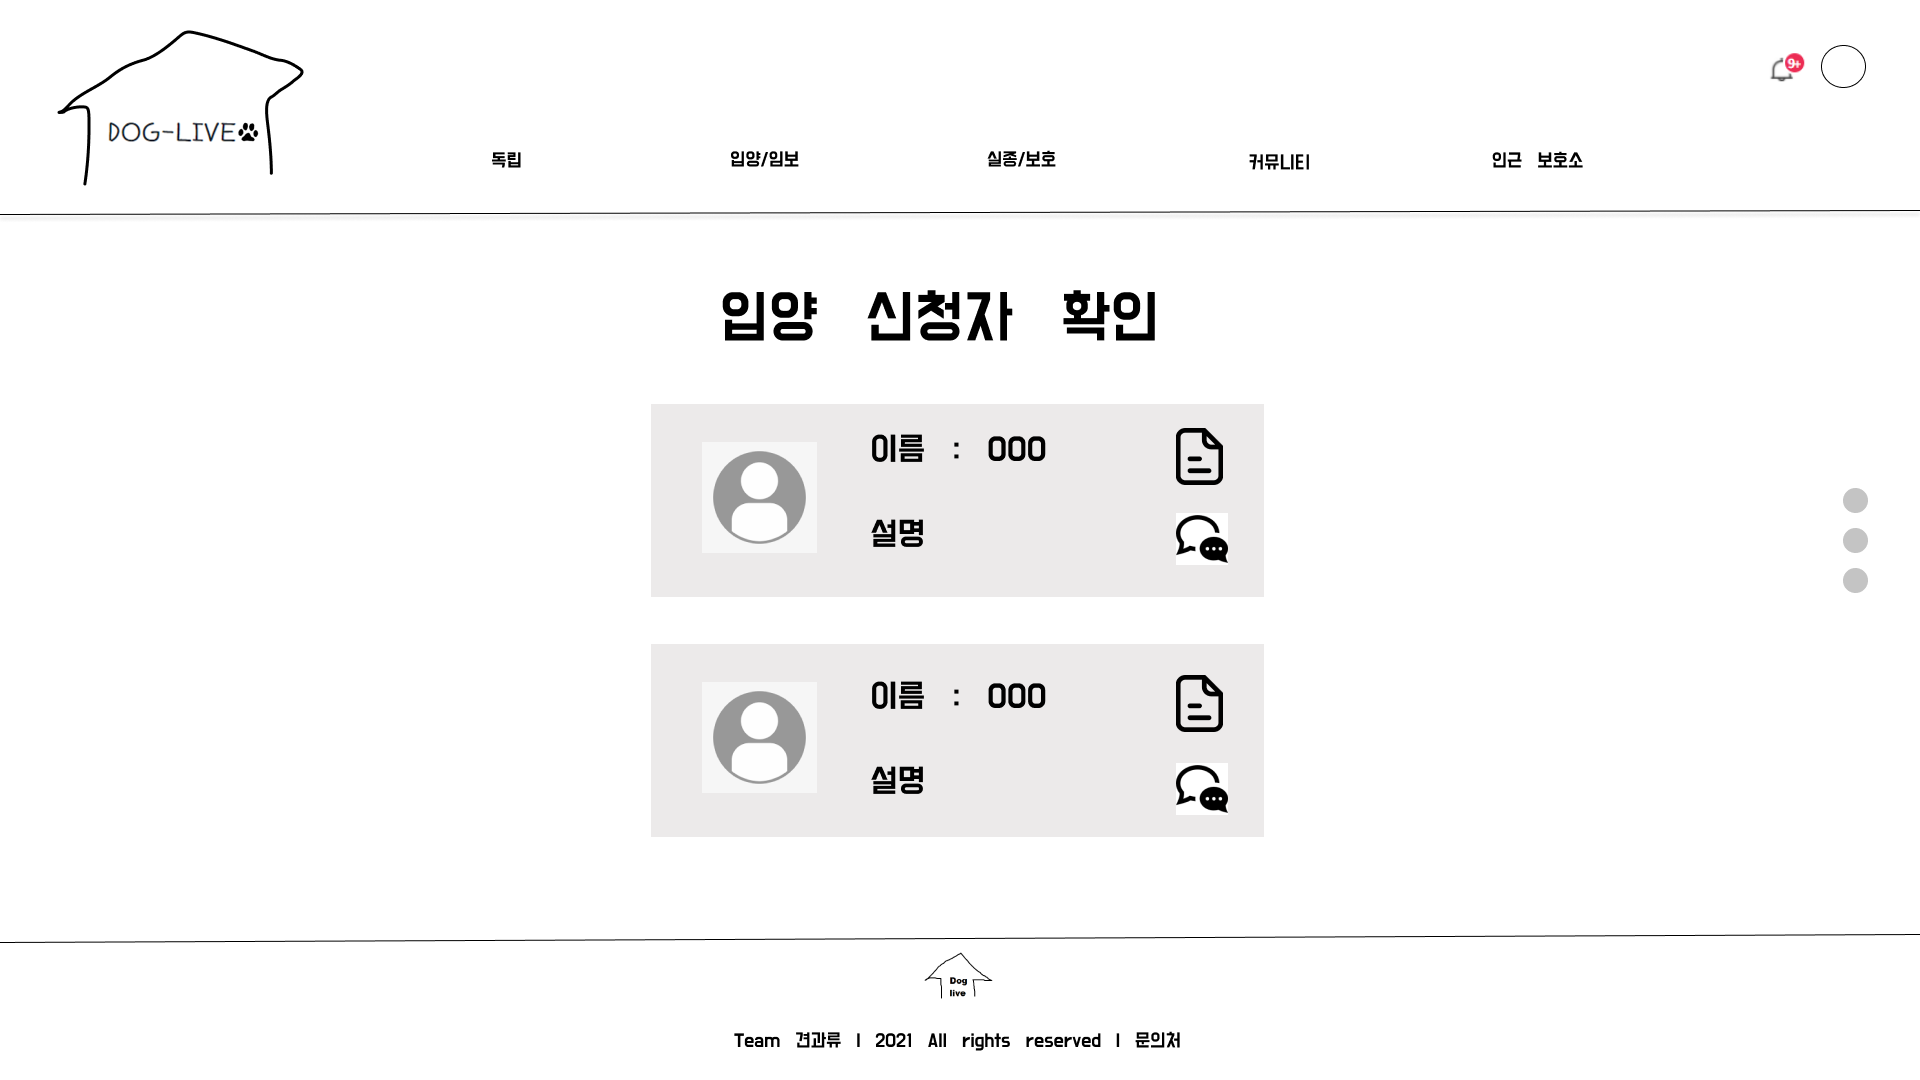 9+
DOG-LIVE
독립 입양/임보 실종/보호 커뮤니티 인근 보호소
입양 신청자 확인
이름 : OOO
설명
이름 : OOO
설명
Dog
live
Team 견과류 | 2021 All rights reserved | 문의처